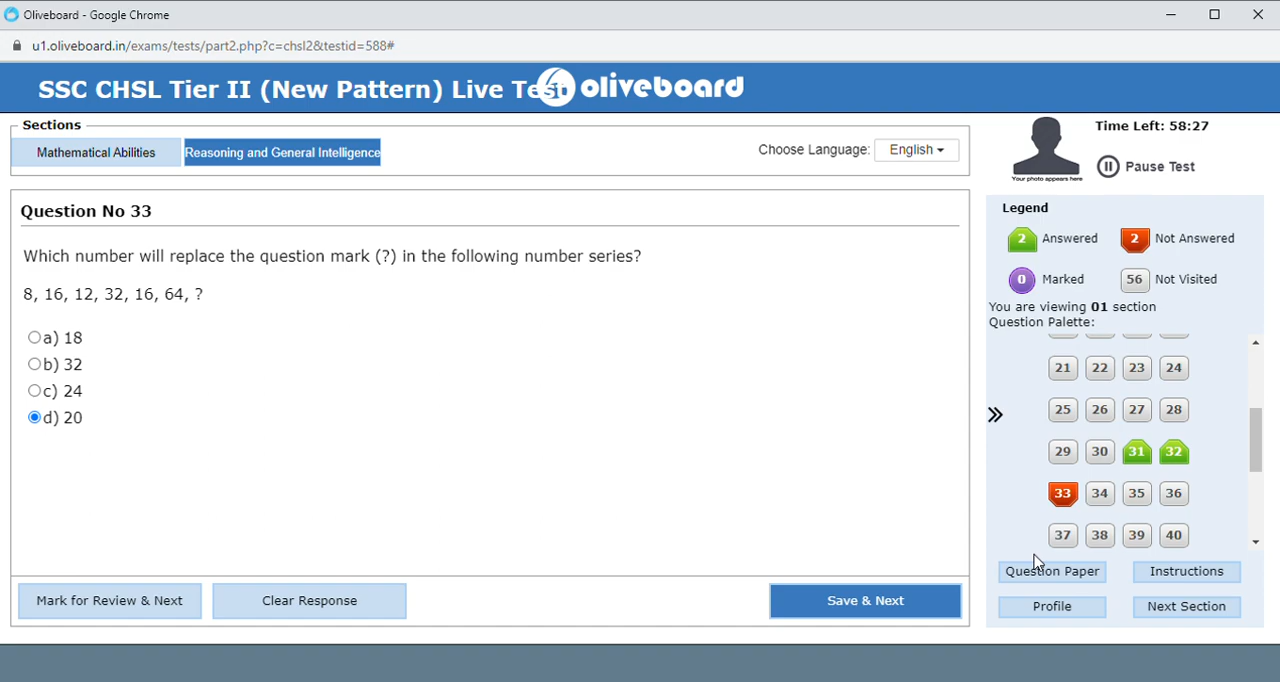 Oliveboard - Google Chrome
u1.oliveboard.in/exams/tests/part2.php?c=chsl2&testid=588#
SSC CHSL Tier II (New Pattern) Live Test
oliveboard
Sections
Mathematical Abilities
Reasoning and General Intelligence
Choose Language:
English
Your photo appears here
Time Left: 58:27
Pause Test
Question No 33
Which number will replace the question mark (?) in the following number series?
8, 16, 12, 32, 16, 64, ?
a) 18
b) 32
c) 24
d) 20
Mark for Review & Next
Clear Response
Save & Next
Legend
2 Answered
2 Not Answered
0 Marked
56 Not Visited
You are viewing 01 section
Question Palette:
21 22 23 24
25 26 27 28
29 30 31 32
33 34 35 36
37 38 39 40
Question Paper
Instructions
Profile
Next Section